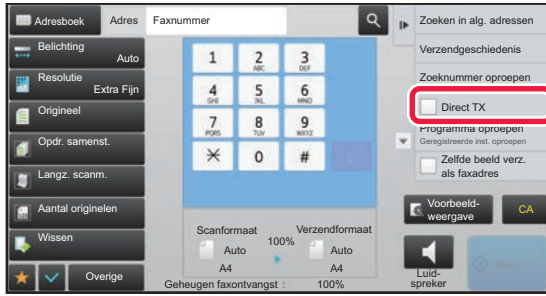 Adresboek
Adres
Faxnummer
Belichting
Auto
Resolutie
Extra Fijn
Origineel
Opdr. samenst.
Langz. scanm.
Aantal originelen
Wissen
Overige
1
2
ABC
3
DEF
4
GHI
5
JKL
6
MNO
7
PQRS
8
TUV
9
WXYZ
0
#
C
Scanformaat
Verzendformaat
100%
Auto
A4
Auto
A4
Geheugen faxontvangst :
100%
Zoeken in alg. adressen
Verzendgeschiedenis
Zoeknummer oproepen
Direct TX
Programma oproepen
Geregistreerde inst. oproepen
Zelfde beeld verz.
als faxadres
Voorbeeld-
weergave
CA
Luid-
spreker
Start